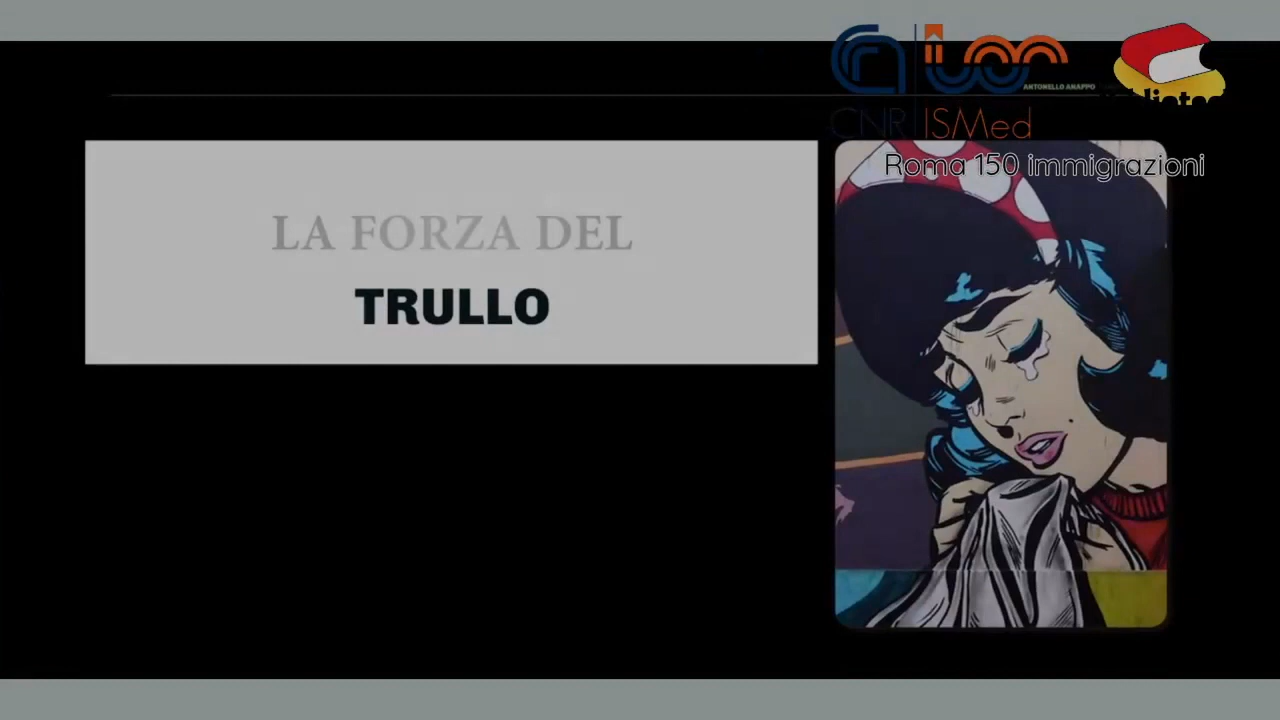 ANTONELLO ANAPPO
CNR ISMed
Roma 150 immigrazioni
LA FORZA DEL
TRULLO